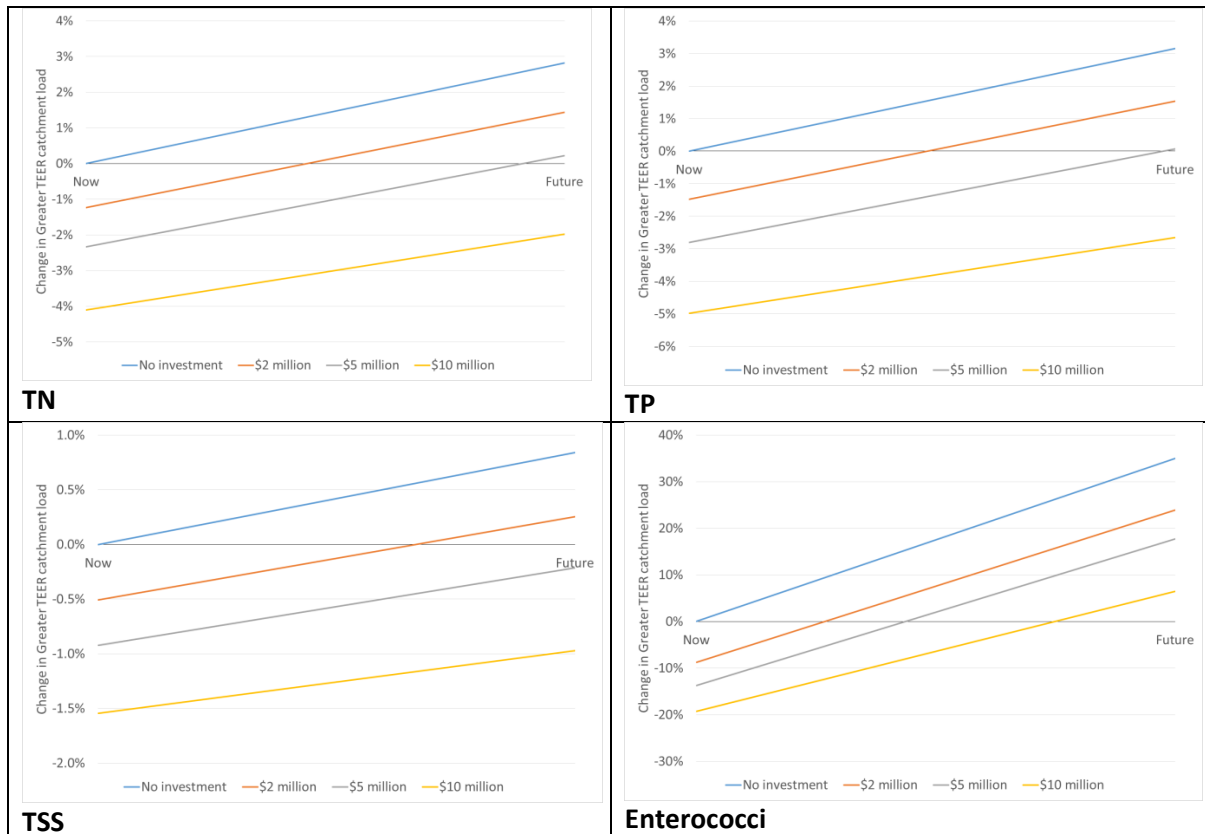 4%
3%
2%
1%
0%
-1%
-2%
-3%
-4%
-5%
Change in Greater TEER catchment load
Now
Future
No investment $2 million $5 million $10 million
TN
4%
3%
2%
1%
0%
-1%
-2%
-3%
-4%
-5%
-6%
Change in Greater TEER catchment load
Now
Future
No investment $2 million $5 million $10 million
TP
1.0%
0.5%
0.0%
-0.5%
-1.0%
-1.5%
-2.0%
Change in Greater TEER catchment load
Now
Future
No investment $2 million $5 million $10 million
TSS
40%
30%
20%
10%
0%
-10%
-20%
-30%
Change in Greater TEER catchment load
Now
Future
No investment $2 million $5 million $10 million
Enterococci